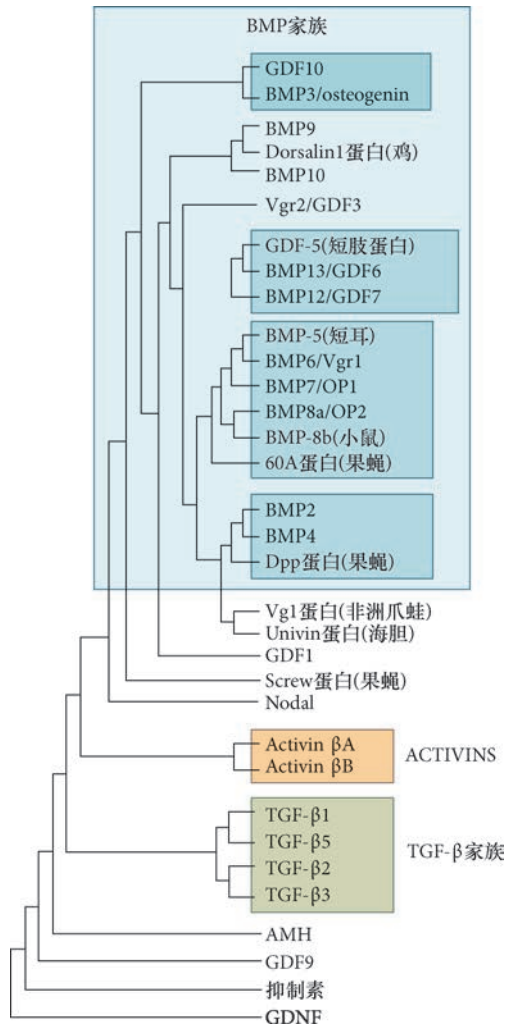 BMP家族
GDF10
BMP3/osteogenin
BMP9
Dorsalin1蛋白(鸡)
BMP10
Vgr2/GDF3
GDF-5(短肢蛋白)
BMP13/GDF6
BMP12/GDF7
BMP-5(短耳)
BMP6/Vgr1
BMP7/OP1
BMP8a/OP2
BMP-8b(小鼠)
60A蛋白(果蝇)
BMP2
BMP4
Dpp蛋白(果蝇)
Vg1蛋白(非洲爪蛙)
Univin蛋白(海胆)
GDF1
Screw蛋白(果蝇)
Nodal
Activin βA
Activin βB
ACTIVINS
TGF-β1
TGF-β5
TGF-β家族
TGF-β2
TGF-β3
AMH
GDF9
抑制素
GDNF